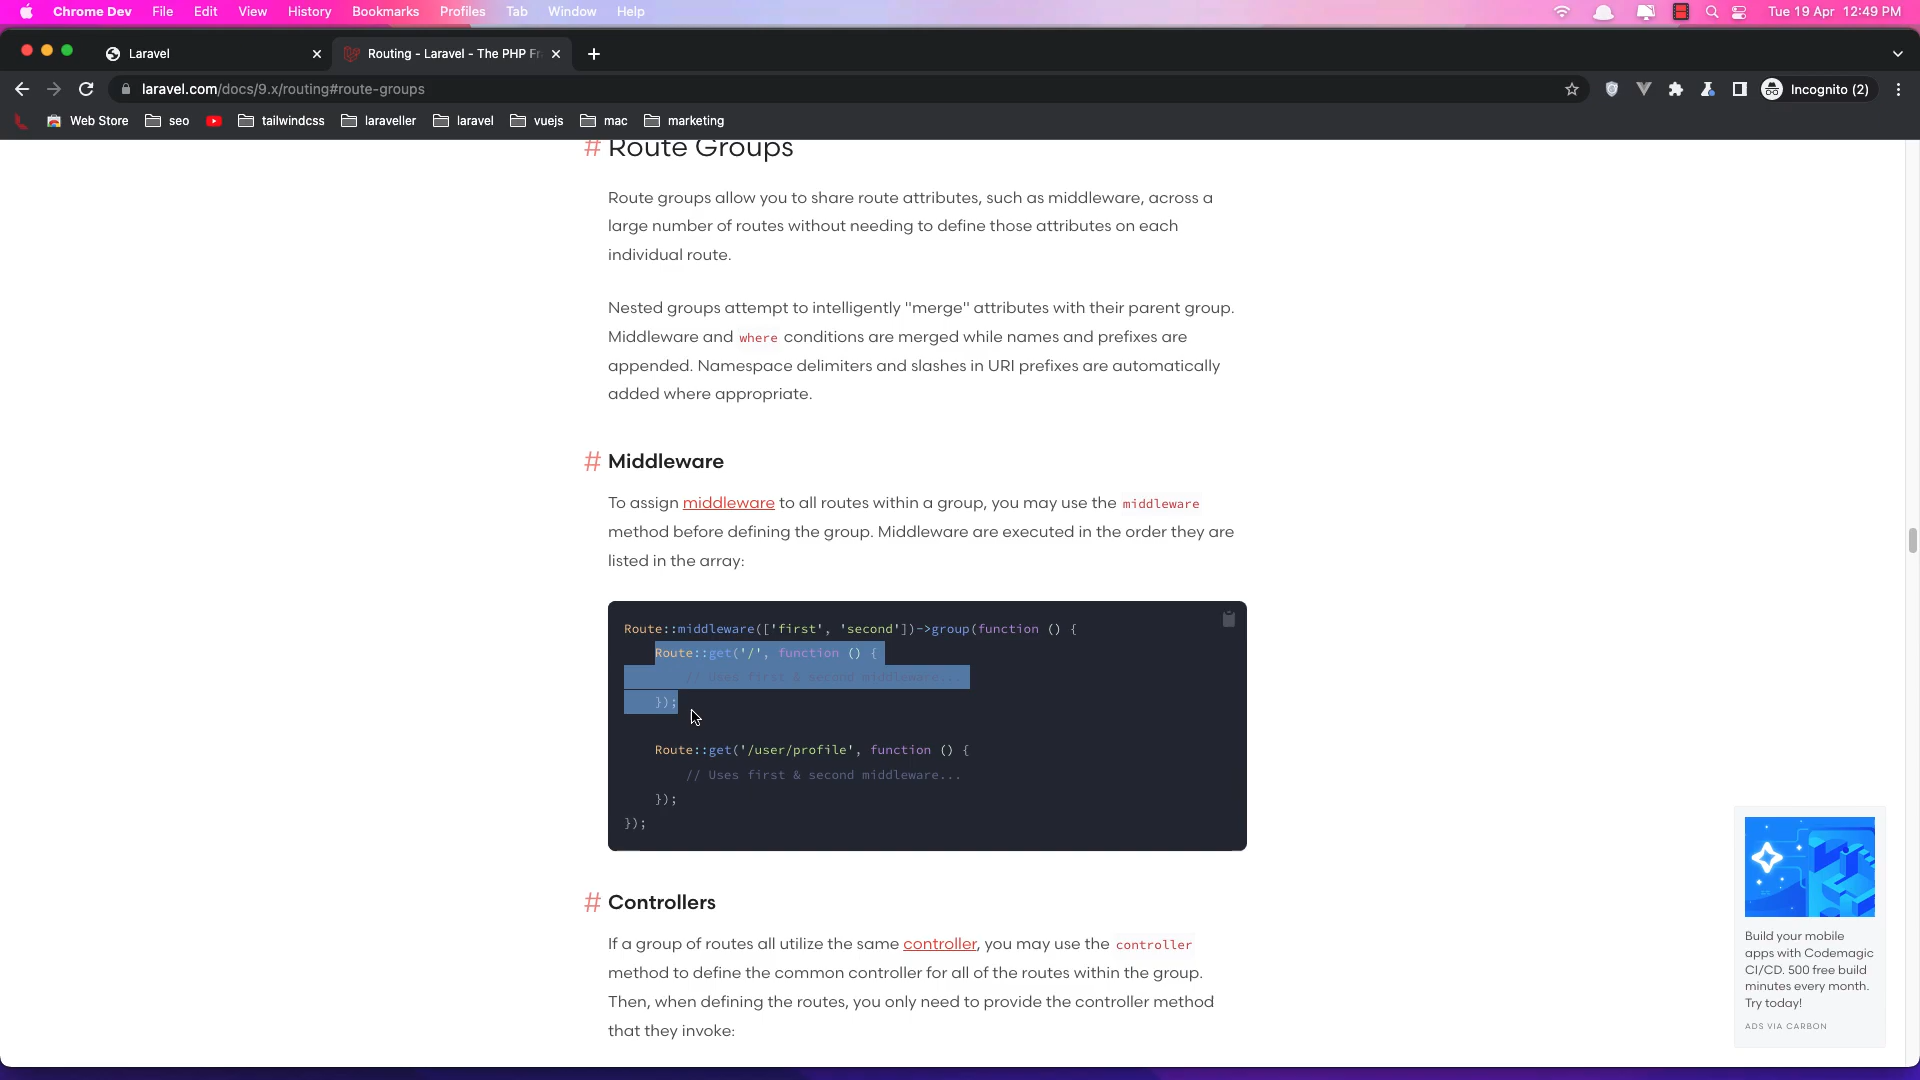 Chrome Dev File Edit View History Bookmarks Profiles Tab Window Help Tue 19 Apr 12:49 PM
Laravel
Routing - Laravel - The PHP Fr
laravel.com/docs/9.x/routing#route-groups
Incognito (2)
Web Store seo tailwindcss laraveller laravel vuejs mac marketing
# Route Groups
Route groups allow you to share route attributes, such as middleware, across a
large number of routes without needing to define those attributes on each
individual route.
Nested groups attempt to intelligently "merge" attributes with their parent group.
Middleware and where conditions are merged while names and prefixes are
appended. Namespace delimiters and slashes in URI prefixes are automatically
added where appropriate.
# Middleware
To assign middleware to all routes within a group, you may use the middleware
method before defining the group. Middleware are executed in the order they are
listed in the array:
Route::middleware(['first', 'second'])->group(function () {
Route::get('/', function () {
// Uses first & second middleware...
});
Route::get('/user/profile', function () {
// Uses first & second middleware...
});
});
# Controllers
If a group of routes all utilize the same controller, you may use the controller
method to define the common controller for all of the routes within the group.
Then, when defining the routes, you only need to provide the controller method
that they invoke:
Build your mobile
apps with Codemagic
CI/CD. 500 free build
minutes every month.
Try today!
ADS VIA CARBON